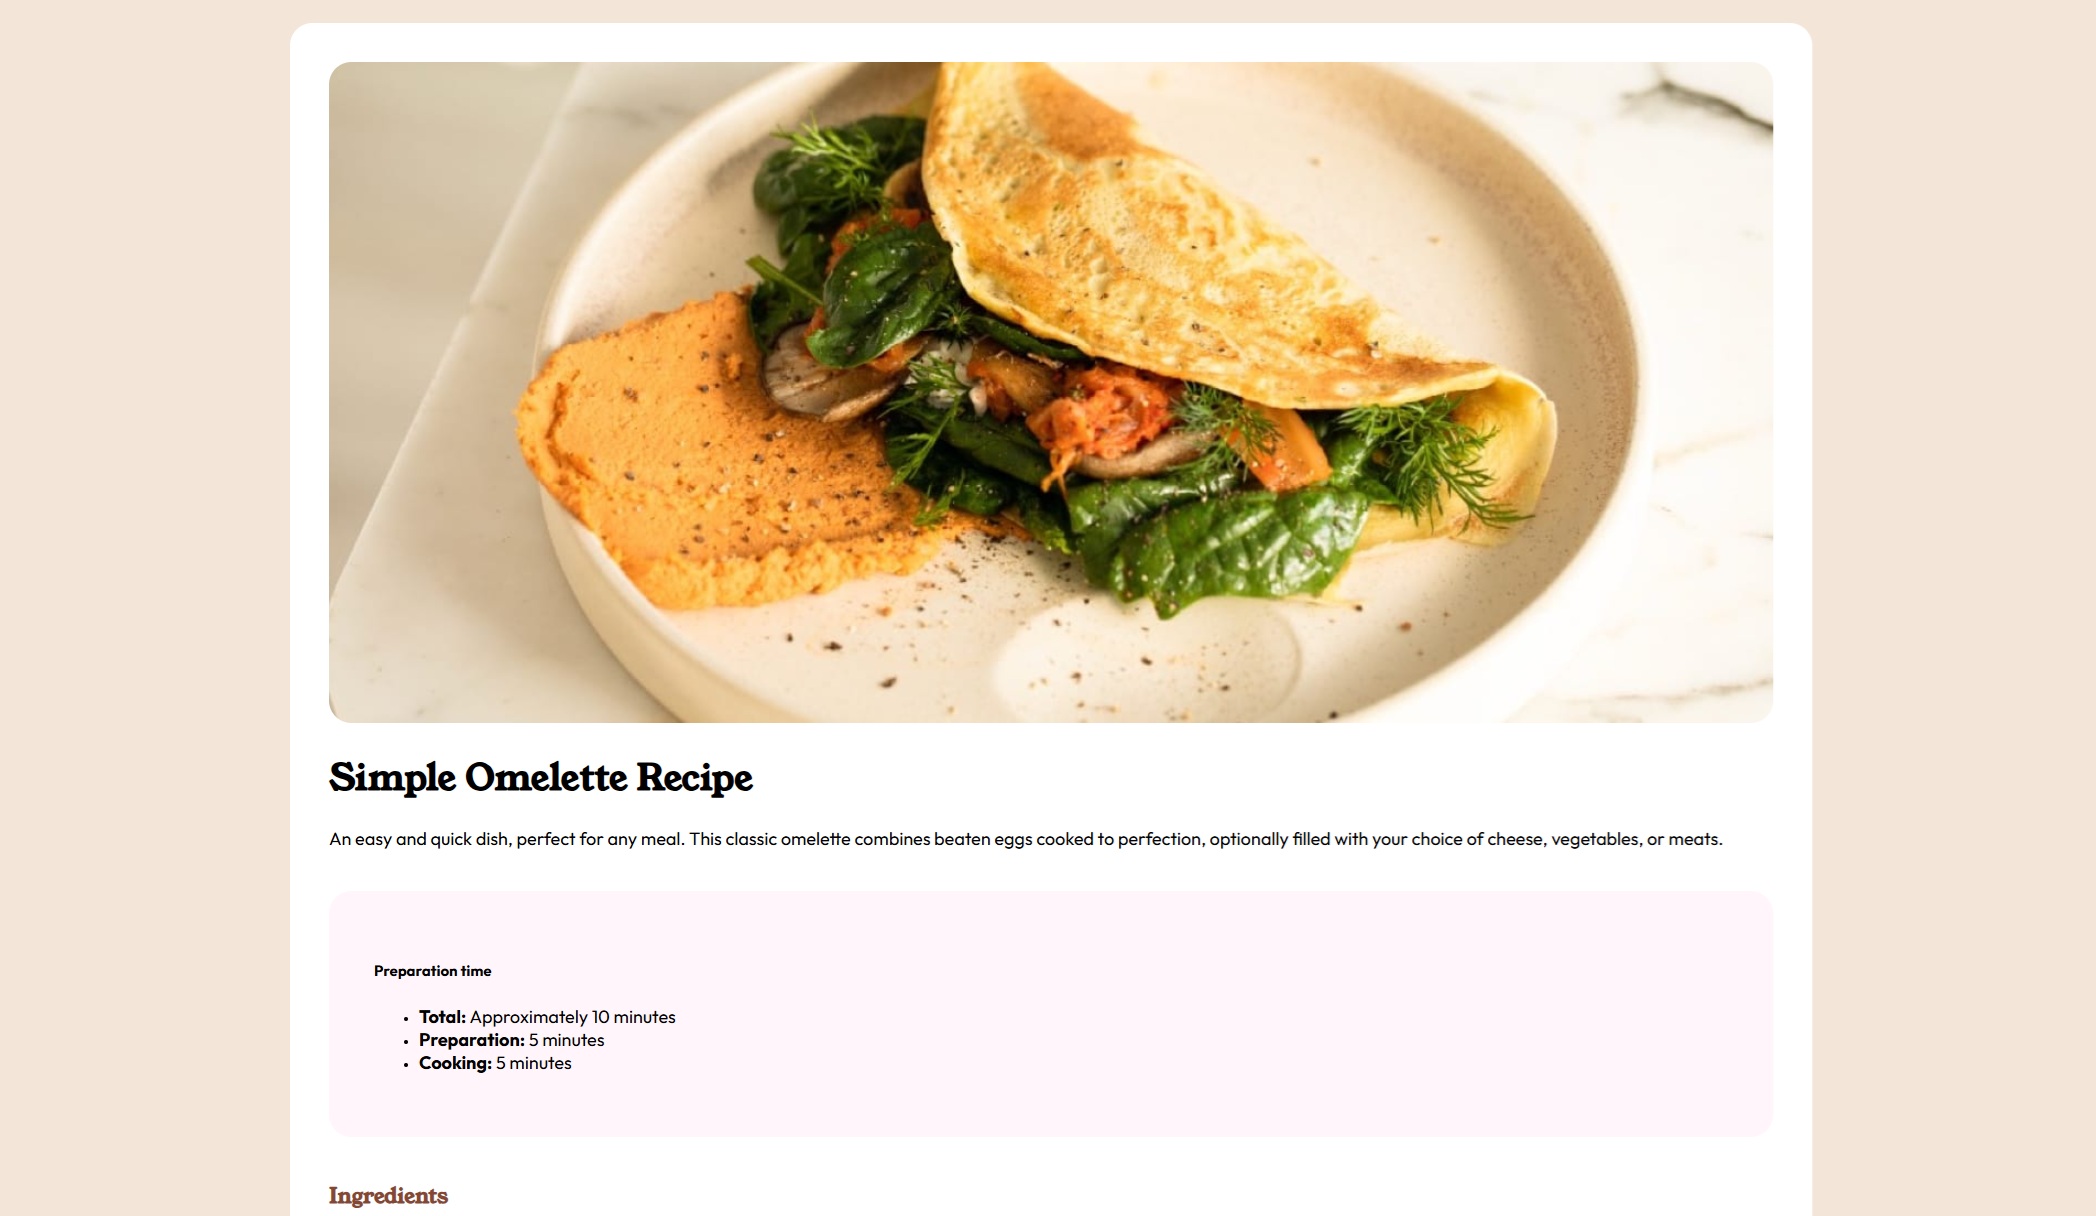 Simple Omelette Recipe
An easy and quick dish, perfect for any meal. This classic omelette combines beaten eggs cooked to perfection, optionally filled with your choice of cheese, vegetables, or meats.
Preparation time
Total: Approximately 10 minutes
Preparation: 5 minutes
Cooking: 5 minutes
Ingredients